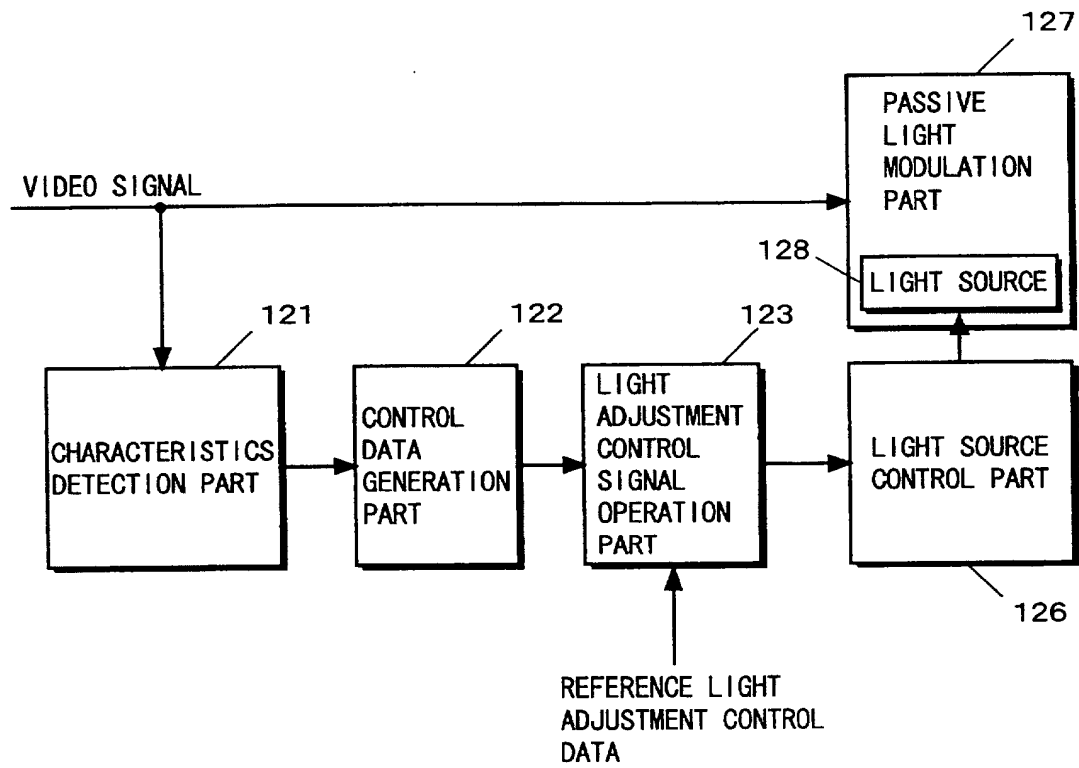 127
PASSIVE
LIGHT
MODULATION
PART
VIDEO SIGNAL
128
LIGHT SOURCE
121
122
123
CHARACTERISTICS
DETECTION PART
CONTROL
DATA
GENERATION
PART
LIGHT
ADJUSTMENT
CONTROL
SIGNAL
OPERATION
PART
LIGHT SOURCE
CONTROL PART
126
REFERENCE LIGHT
ADJUSTMENT CONTROL
DATA